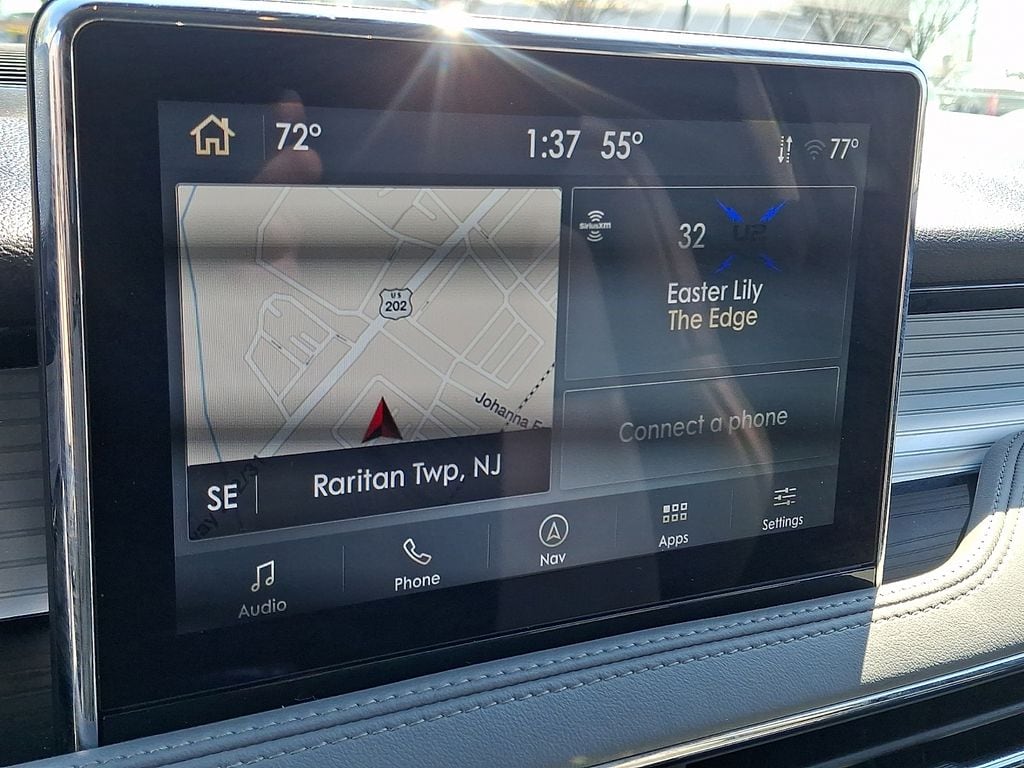 72°
1:37 55°
77°
US
202
SiriusXM
32
U2
Easter Lily
The Edge
Johanna F
Connect a phone
SE
Raritan Twp, NJ
Audio
Phone
Nav
Apps
Settings